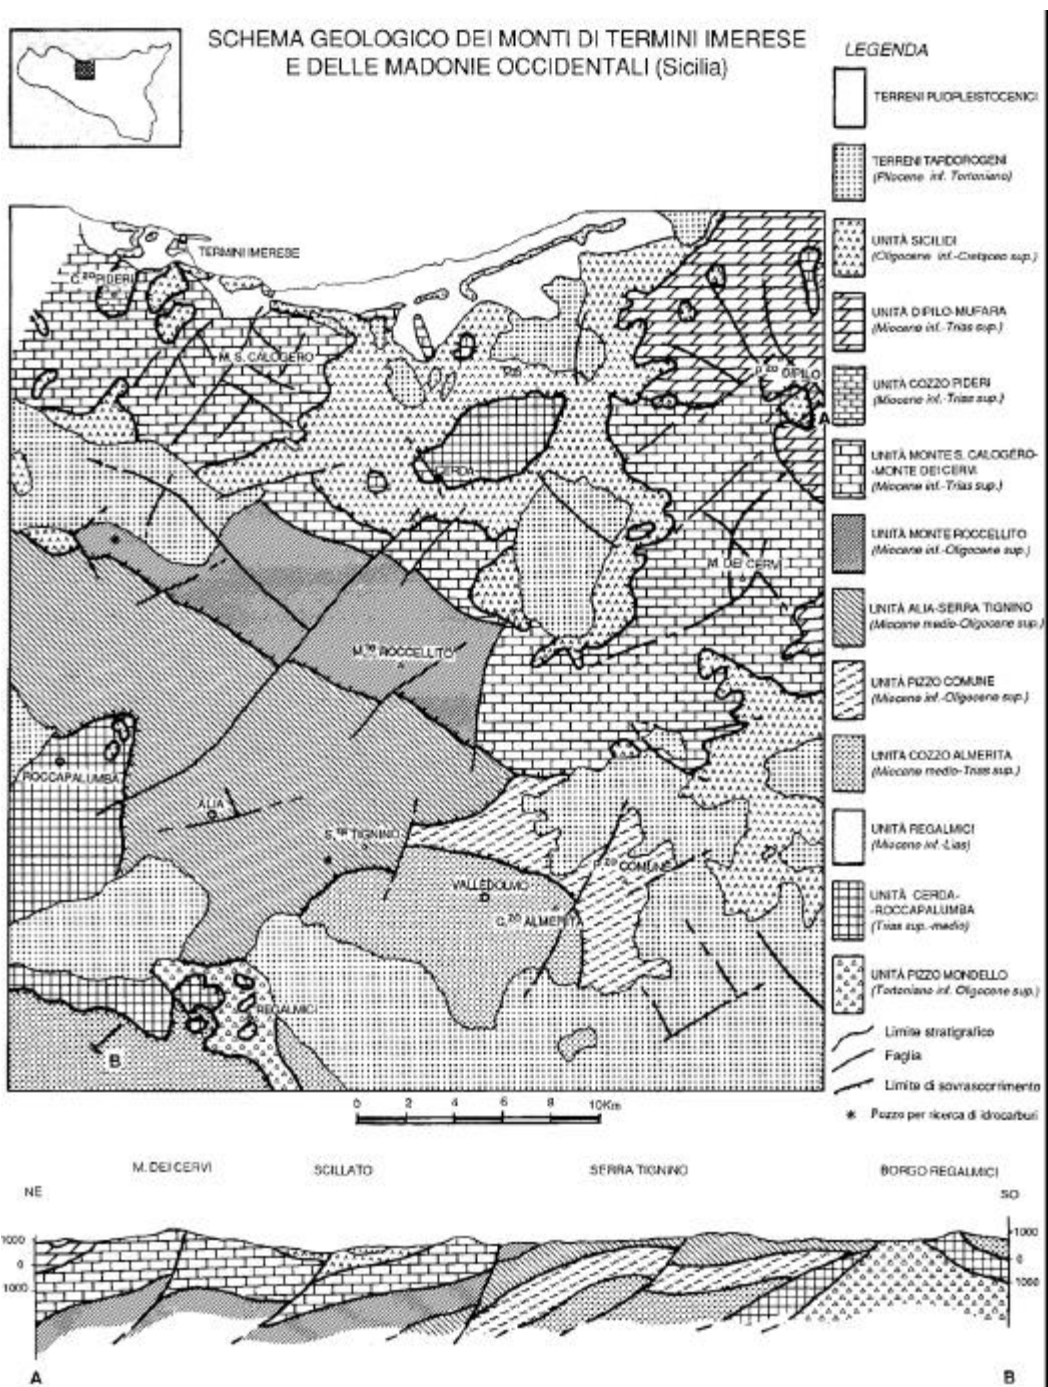 SCHEMA GEOLOGICO DEI MONTI DI TERMINI IMERESE
E DELLE MADONIE OCCIDENTALI (Sicilia)
LEGENDA
TERRENI PLIOPLEISTOCENICI
TERRENI TARDOROGENI
(Pliocene inf. Tortoniano)
UNITÀ SICILIDI
(Oligocene inf.-Cretaceo sup.)
UNITÀ DIPILO-MUFARA
(Miocene inf.-Trias sup.)
UNITÀ COZZO PIDERI
(Miocene inf.-Trias sup.)
UNITÀ MONTE S. CALOGERO-
-MONTE DEI CERVI
(Miocene inf.-Trias sup.)
UNITÀ MONTE ROCCELLITO
(Miocene inf.-Oligocene sup.)
UNITÀ ALIA-SERRA TIGNINO
(Miocene medio-Oligocene sup.)
UNITÀ PIZZO COMUNE
(Miocene inf.-Oligocene sup.)
UNITÀ COZZO ALMERITA
(Miocene medio-Trias sup.)
UNITÀ REGALMICI
(Miocene inf.-Lias)
UNITÀ CERDA-
-ROCCAPALUMBA
(Trias sup.-medio)
UNITÀ PIZZO MONDELLO
(Tortoniano inf. Oligocene sup.)
Limite stratigrafico
Faglia
Limite di sovrascorrimento
Pozzo per ricerca di idrocarburi
TERMINI IMERESE
C.ZO PIDERI
M. S. CALOGERO
P.ZO DIPILO
A
CERDA
M. DEI CERVI
M.TE ROCCELLITO
ROCCAPALUMBA
ALIA
S.RA TIGNINO
P.ZO COMUNE
VALLEDOLMO
C.ZO ALMERITA
REGALMICI
B
0 2 4 6 8 10Km
M. DEI CERVI SCILLATO SERRA TIGNINO BORGO REGALMICI
NE SO
1000 1000
0 0
1000 1000
A B